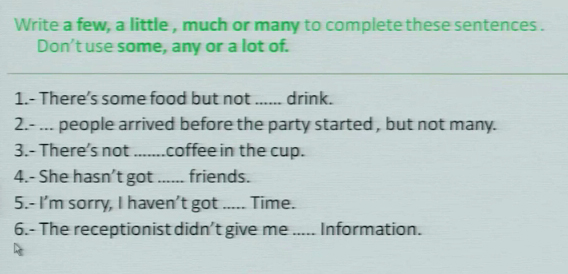 Write a few, a little , much or many to complete these sentences.
Don't use some, any or a lot of.
1.- There's some food but not ...... drink.
2.- ... people arrived before the party started , but not many.
3.- There's not .......coffee in the cup.
4.- She hasn't got ...... friends.
5.- I'm sorry, I haven't got ..... Time.
6.- The receptionist didn't give me ..... Information.